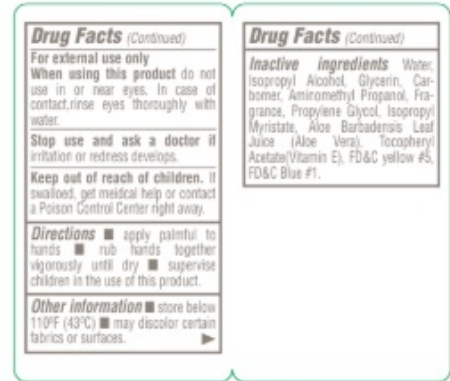 Drug Facts (Continued)
For external use only
When using this product do not
use in or near eyes. In case of
contact,rinse eyes thoroughly with
water.
Stop use and ask a doctor if
irritation or redness develops.
Keep out of reach of children. If
swalloed, get meidcal help or contact
a Poison Control Center right away.
Directions ■ apply palmful to
hands ■ rub hands together
vigorously until dry ■ supervise
children in the use of this product.
Other information ■ store below
110ºF (43ºC) ■ may discolor certain
fabrics or surfaces. ▶
Drug Facts (Continued)
Inactive ingredients Water,
Isopropyl Alcohol, Glycerin, Car-
bomer, Aminomethyl Propanol, Fra-
grance, Propylene Glycol, Isopropyl
Myristate, Aloe Barbadensis Leaf
Juice (Aloe Vera), Tocopheryl
Acetate(Vitamin E), FD&C yellow #5,
FD&C Blue #1.